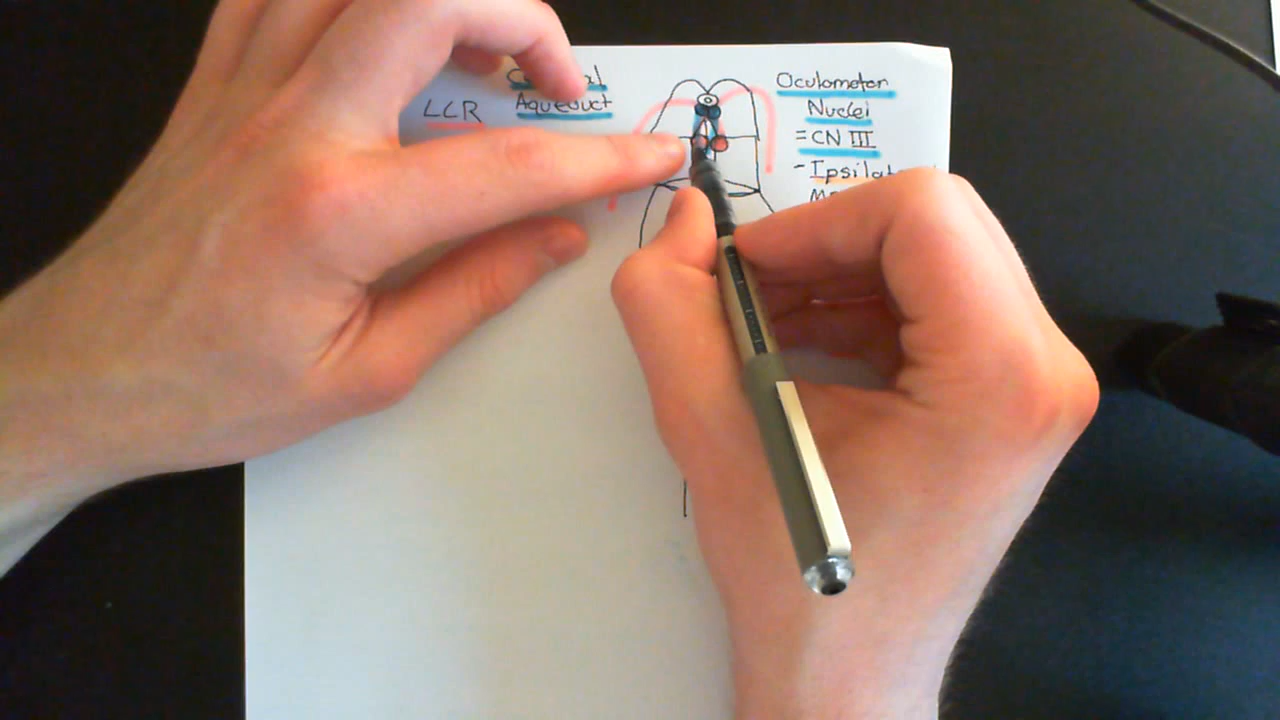 LCR
Aqueduct
Oculomotor
Nuclei
= CN III
- Ipsilat